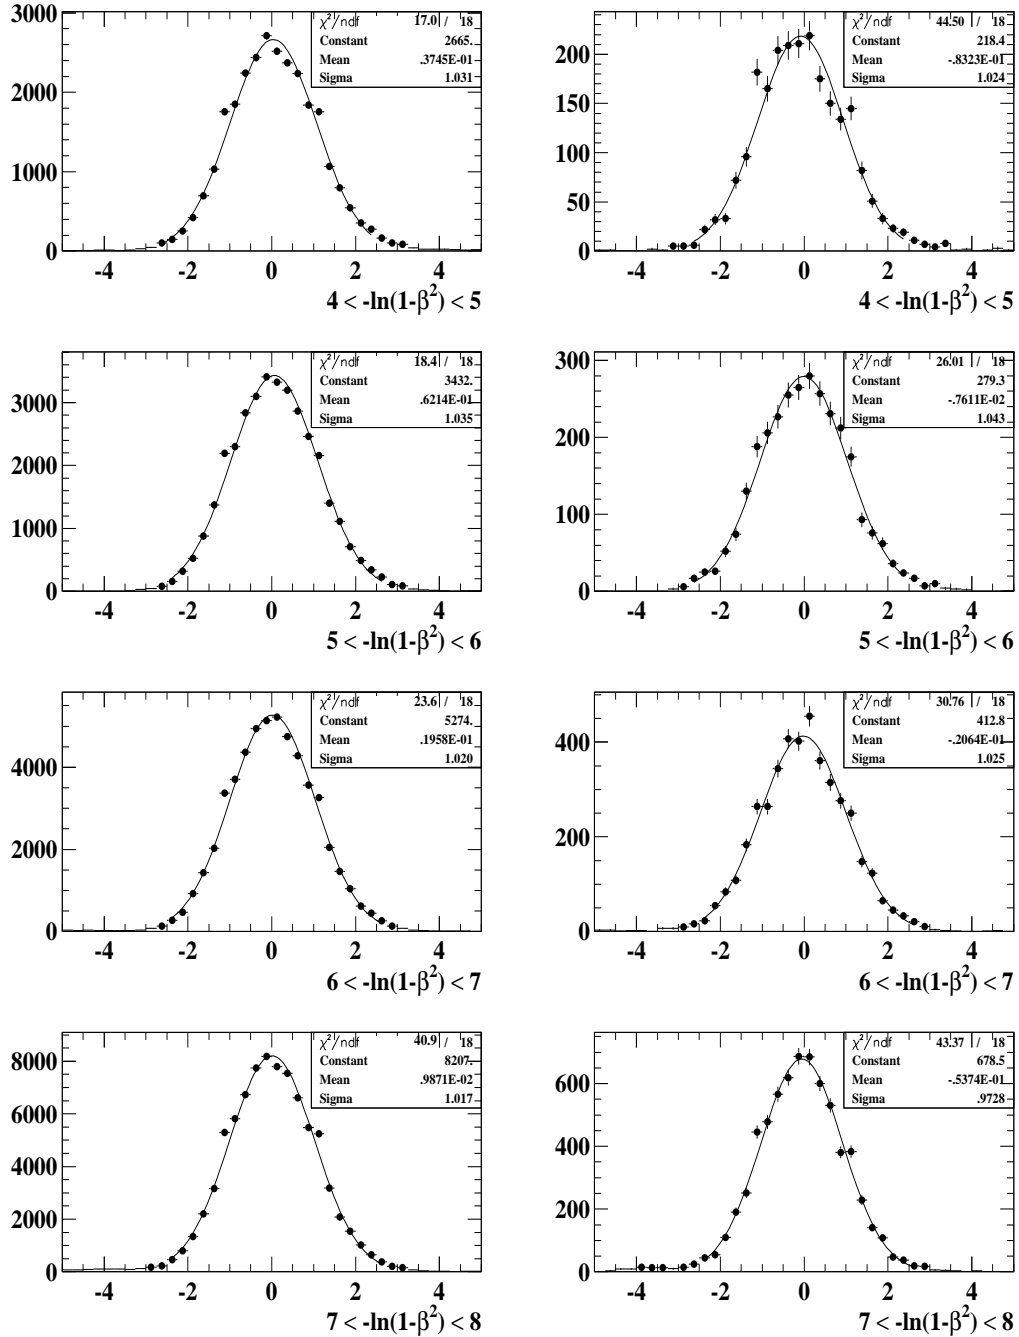 χ²/ndf 17.0 / 18
Constant 2665.
Mean .3745E-01
Sigma 1.031
3000
2000
1000
0
-4 -2 0 2 4
4 < -ln(1-β²) < 5
χ²/ndf 44.50 / 18
Constant 218.4
Mean -.8323E-01
Sigma 1.024
200
150
100
50
0
-4 -2 0 2 4
4 < -ln(1-β²) < 5
χ²/ndf 18.4 / 18
Constant 3432.
Mean .6214E-01
Sigma 1.035
3000
2000
1000
0
-4 -2 0 2 4
5 < -ln(1-β²) < 6
χ²/ndf 26.01 / 18
Constant 279.3
Mean -.7611E-02
Sigma 1.043
300
200
100
0
-4 -2 0 2 4
5 < -ln(1-β²) < 6
χ²/ndf 23.6 / 18
Constant 5274.
Mean .1958E-01
Sigma 1.020
4000
2000
0
-4 -2 0 2 4
6 < -ln(1-β²) < 7
χ²/ndf 30.76 / 18
Constant 412.8
Mean -.2064E-01
Sigma 1.025
400
200
0
-4 -2 0 2 4
6 < -ln(1-β²) < 7
χ²/ndf 40.9 / 18
Constant 8207.
Mean .9871E-02
Sigma 1.017
8000
6000
4000
2000
0
-4 -2 0 2 4
7 < -ln(1-β²) < 8
χ²/ndf 43.37 / 18
Constant 678.5
Mean -.5374E-01
Sigma .9728
600
400
200
0
-4 -2 0 2 4
7 < -ln(1-β²) < 8